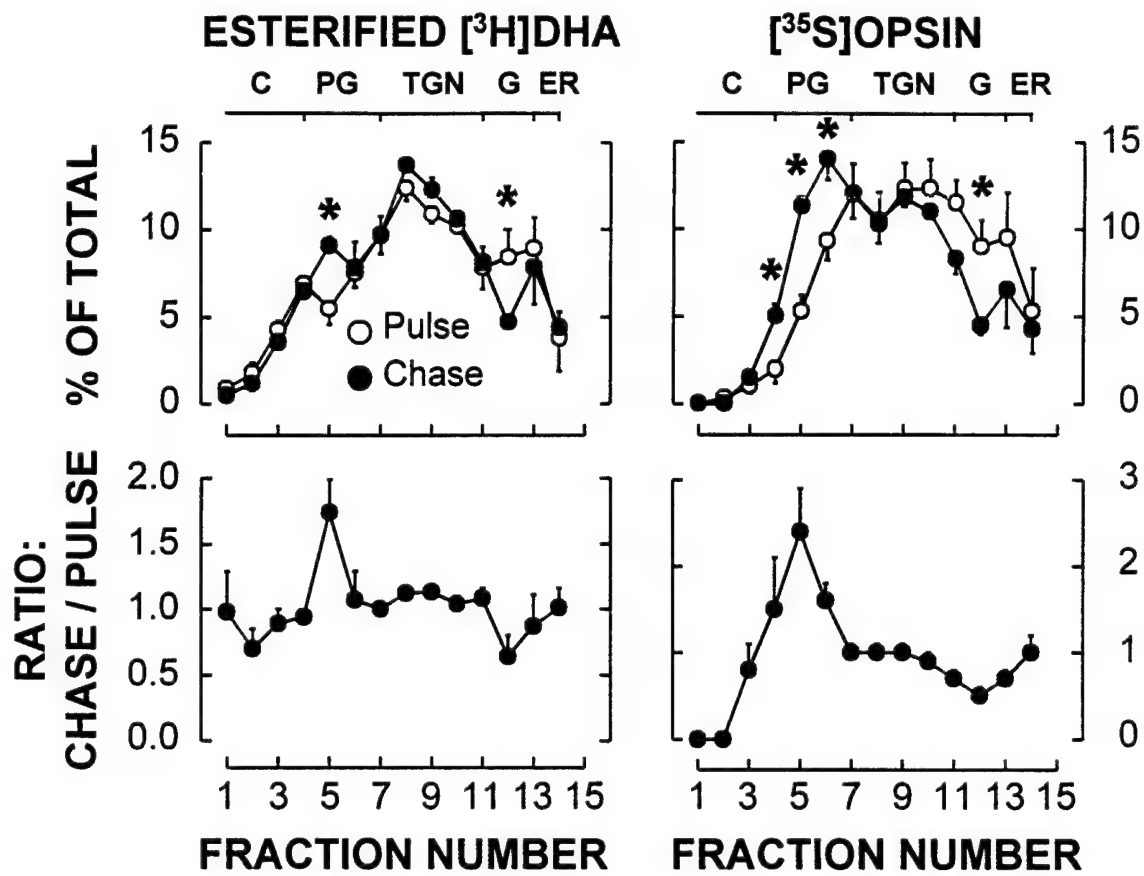 ESTERIFIED [³H]DHA [³⁵S]OPSIN
C PG TGN G ER C PG TGN G ER
% OF TOTAL
15 15
10 10
5 5
0 0
* *
* * * *
Pulse
Chase
RATIO:
CHASE / PULSE
2.0 3
1.5 2
1.0 1
0.5 0
0.0
1 3 5 7 9 11 13 15 1 3 5 7 9 11 13 15
FRACTION NUMBER FRACTION NUMBER